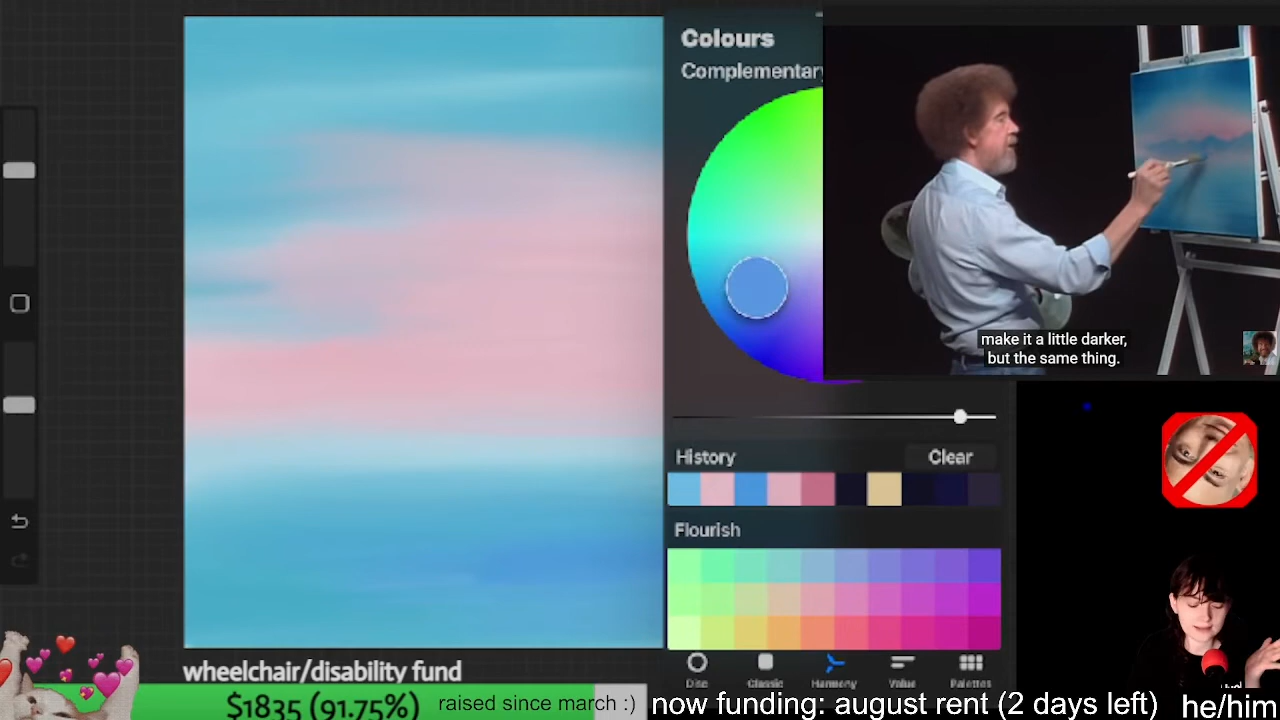 Colours
Complementary
make it a little darker,
but the same thing.
History
Clear
Flourish
Disc
Classic
Harmony
Value
Palettes
wheelchair/disability fund
$1835 (91.75%)
raised since march :)
now funding: august rent (2 days left)
he/him